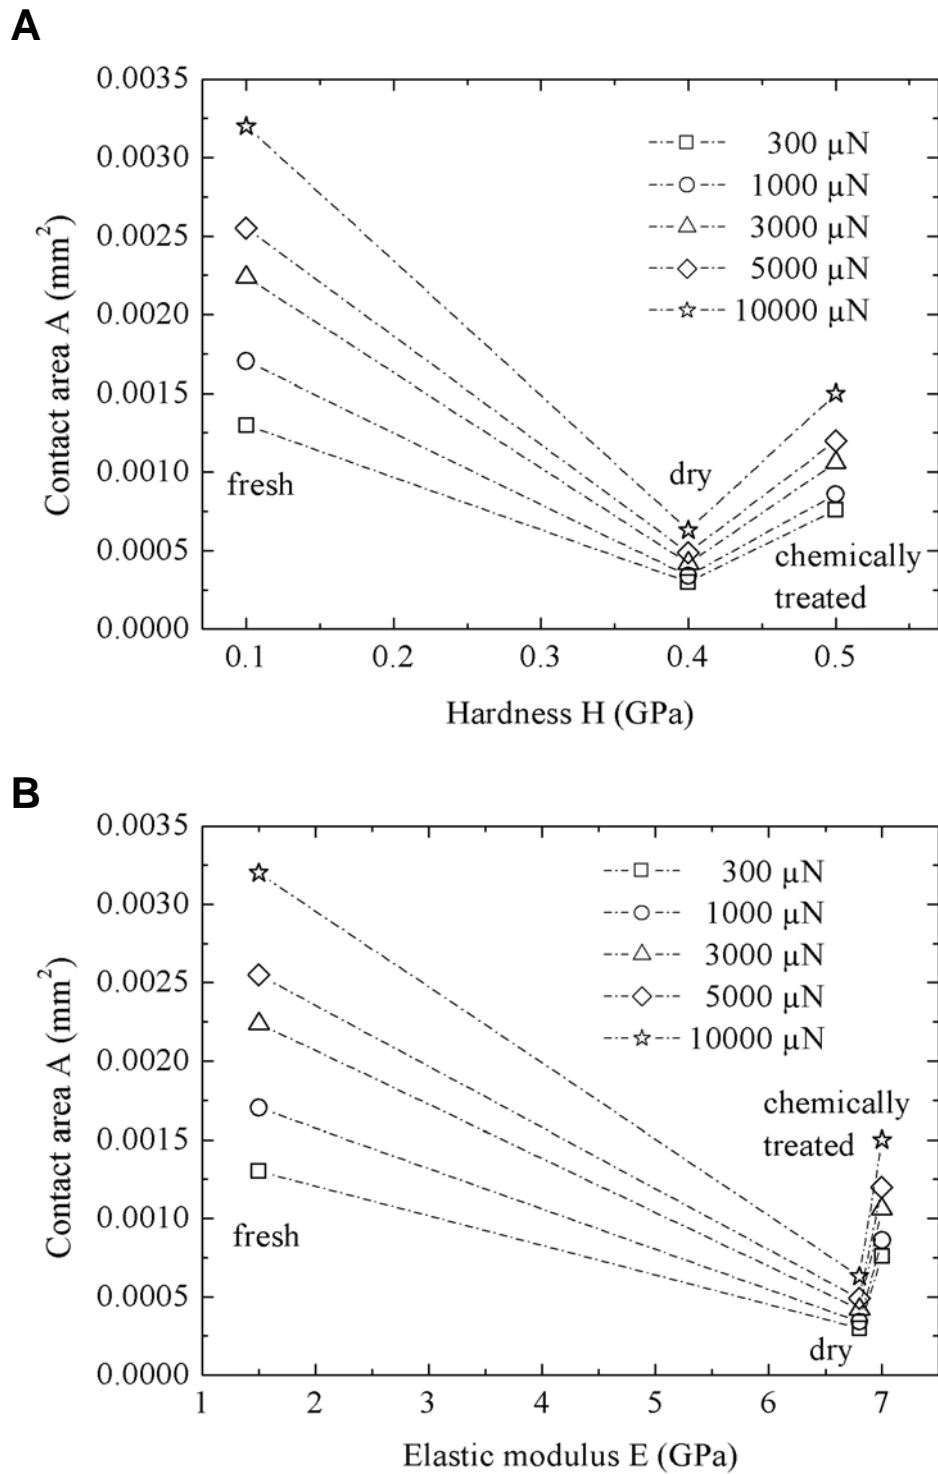 A
0.0035
0.0030
0.0025
0.0020
0.0015
0.0010
0.0005
0.0000
Contact area A (mm²)
300 µN
1000 µN
3000 µN
5000 µN
10000 µN
fresh
dry
chemically
treated
0.1 0.2 0.3 0.4 0.5
Hardness H (GPa)
B
0.0035
0.0030
0.0025
0.0020
0.0015
0.0010
0.0005
0.0000
Contact area A (mm²)
300 µN
1000 µN
3000 µN
5000 µN
10000 µN
chemically
treated
fresh
dry
1 2 3 4 5 6 7
Elastic modulus E (GPa)